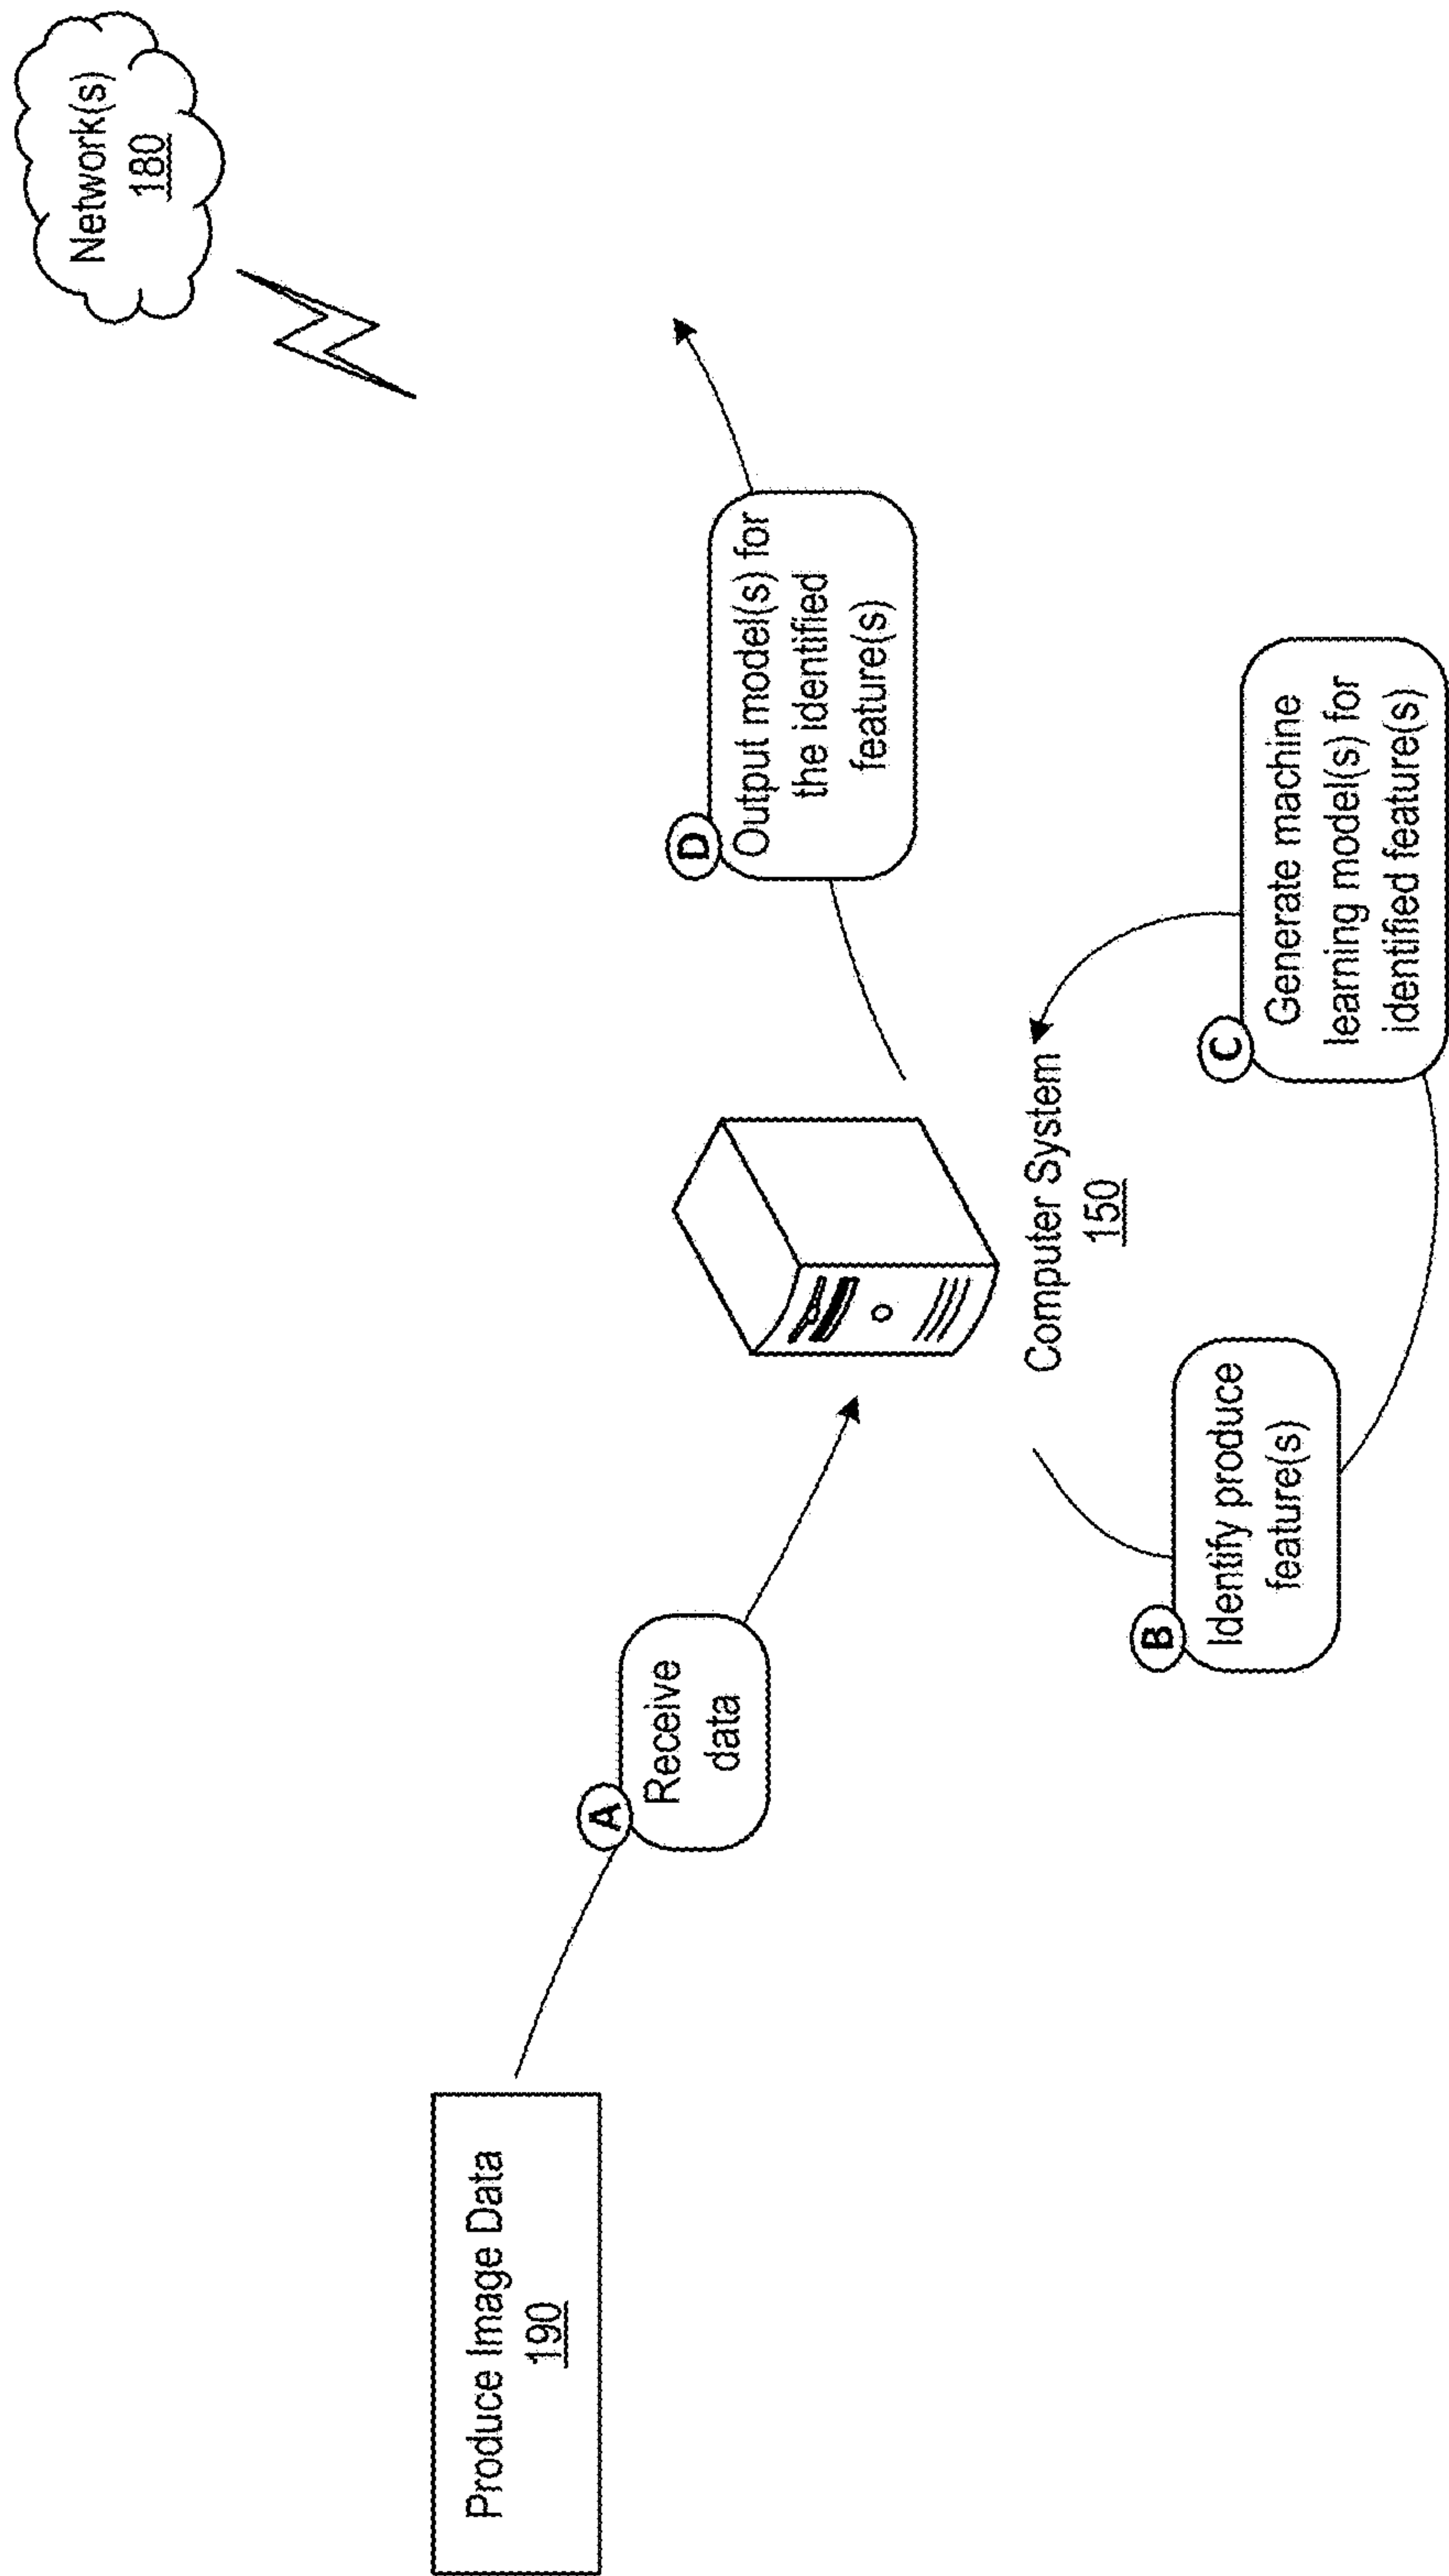 Network(s)
180
Produce Image Data
190
A
Receive
data
Computer System
150
B
Identify produce
feature(s)
C
Generate machine
learning model(s) for
identified feature(s)
D
Output model(s) for
the identified
feature(s)